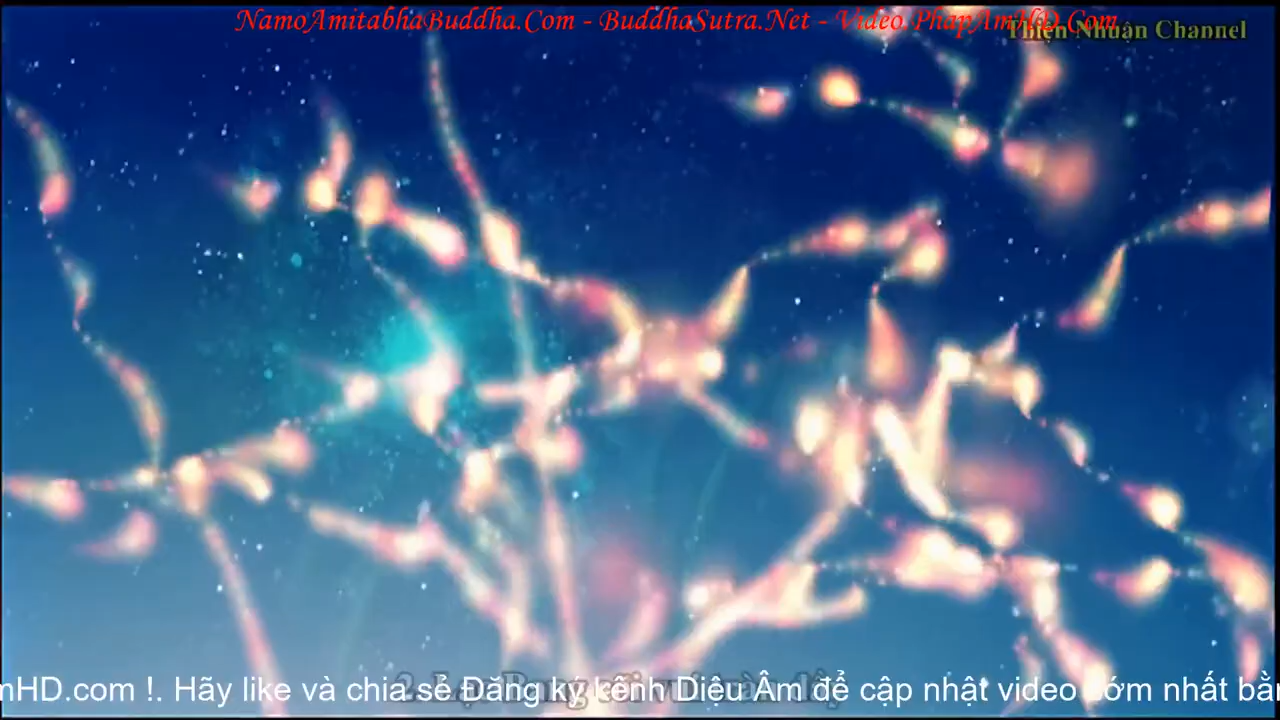 NamoAmitabhaBuddha.Com - BuddhaSutra.Net - Video.PhapAmHD.Com
Thiện Nhuận Channel
mHD.com !. Hãy like và chia sẻ Đăng ký kênh Diệu Âm để cập nhật video sớm nhất bằn